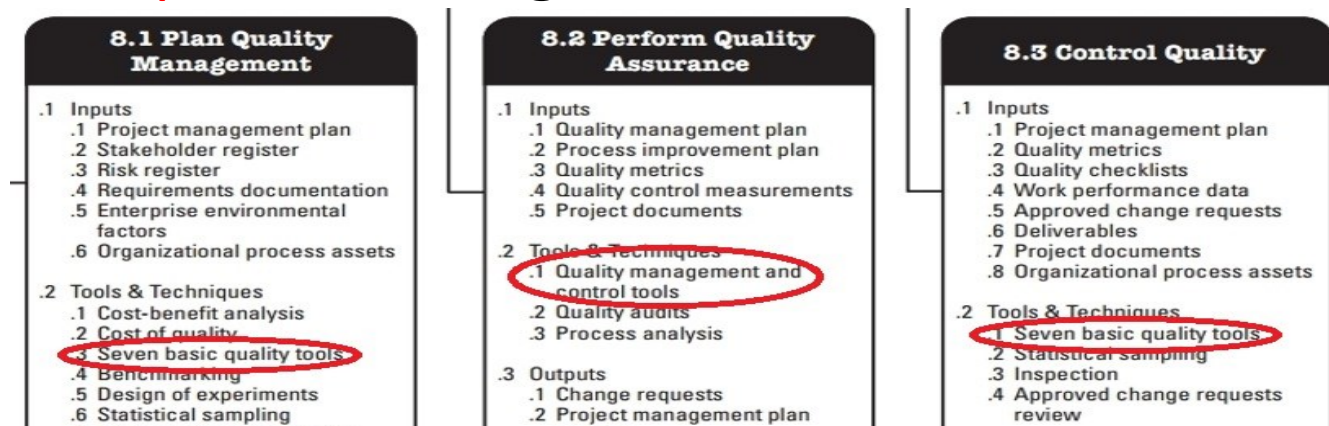 8.1 Plan Quality
Management
.1 Inputs
.1 Project management plan
.2 Stakeholder register
.3 Risk register
.4 Requirements documentation
.5 Enterprise environmental
factors
.6 Organizational process assets
.2 Tools & Techniques
.1 Cost-benefit analysis
.2 Cost of quality
.3 Seven basic quality tools
.4 Benchmarking
.5 Design of experiments
.6 Statistical sampling
8.2 Perform Quality
Assurance
.1 Inputs
.1 Quality management plan
.2 Process improvement plan
.3 Quality metrics
.4 Quality control measurements
.5 Project documents
.2 Tools & Techniques
.1 Quality management and
control tools
.2 Quality audits
.3 Process analysis
.3 Outputs
.1 Change requests
.2 Project management plan
8.3 Control Quality
.1 Inputs
.1 Project management plan
.2 Quality metrics
.3 Quality checklists
.4 Work performance data
.5 Approved change requests
.6 Deliverables
.7 Project documents
.8 Organizational process assets
.2 Tools & Techniques
.1 Seven basic quality tools
.2 Statistical sampling
.3 Inspection
.4 Approved change requests
review